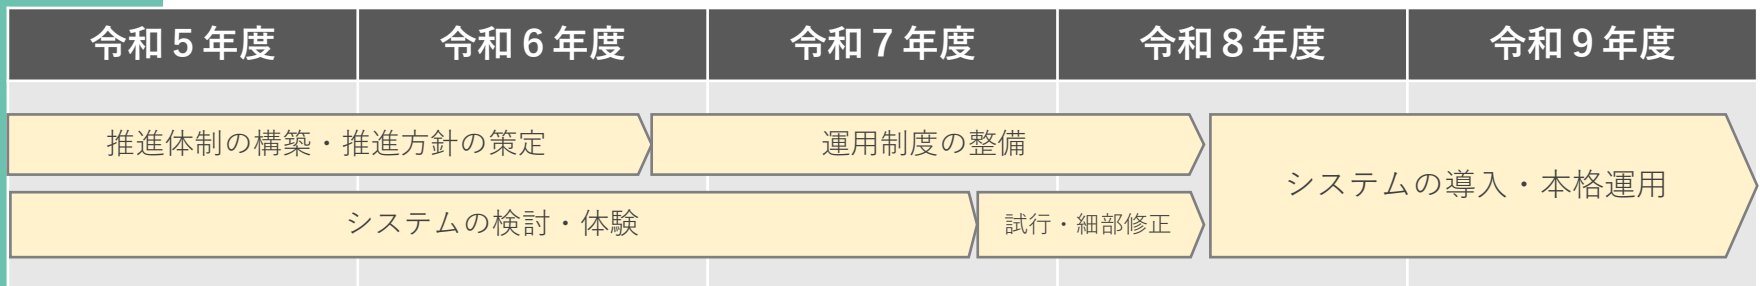 令和５年度
令和６年度
令和７年度
令和８年度
令和９年度
推進体制の構築・推進方針の策定
運用制度の整備
システムの導入・本格運用
システムの検討・体験
試行・細部修正